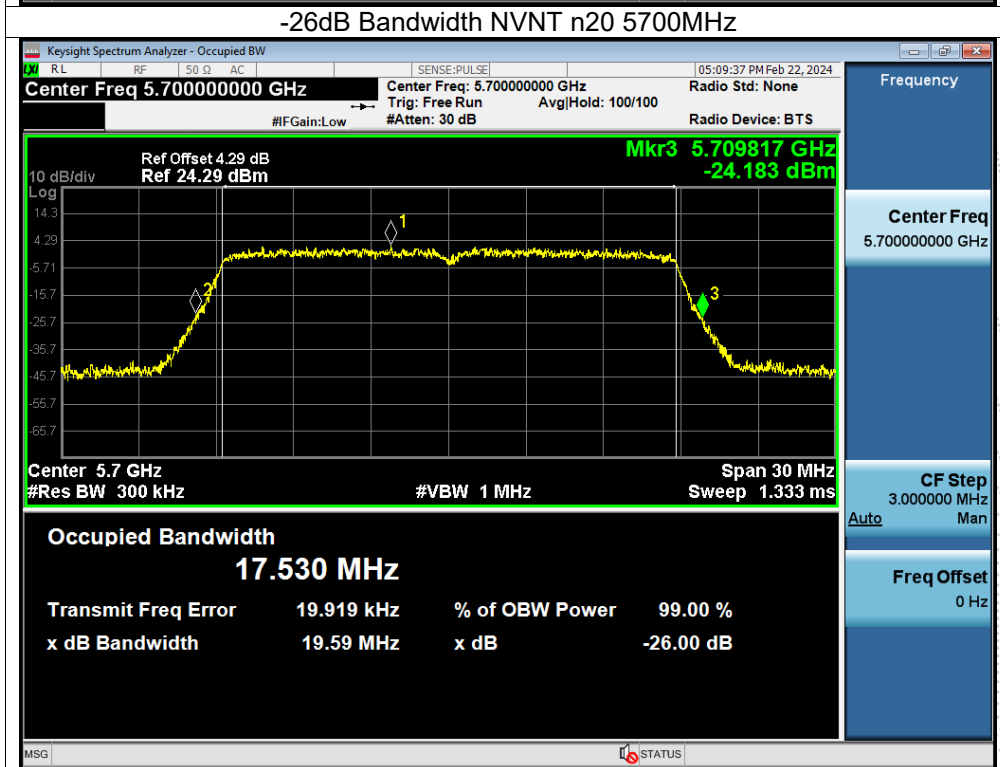 -26dB Bandwidth NVNT n20 5700MHz
Keysight Spectrum Analyzer - Occupied BW
LXI RL RF 50 Ω AC SENSE:PULSE 05:09:37 PM Feb 22, 2024
Center Freq 5.700000000 GHz
Center Freq: 5.700000000 GHz Radio Std: None
Trig: Free Run Avg|Hold: 100/100
#IFGain:Low #Atten: 30 dB Radio Device: BTS
Mkr3 5.709817 GHz
-24.183 dBm
Ref Offset 4.29 dB
10 dB/div Ref 24.29 dBm
Log
14.3
4.29
-5.71
-15.7
-25.7
-35.7
-45.7
-55.7
-65.7
1
2
3
Center 5.7 GHz Span 30 MHz
#Res BW 300 kHz #VBW 1 MHz Sweep 1.333 ms
Occupied Bandwidth
17.530 MHz
Transmit Freq Error 19.919 kHz % of OBW Power 99.00 %
x dB Bandwidth 19.59 MHz x dB -26.00 dB
Frequency
Center Freq
5.700000000 GHz
CF Step
3.000000 MHz
Auto Man
Freq Offset
0 Hz
MSG STATUS